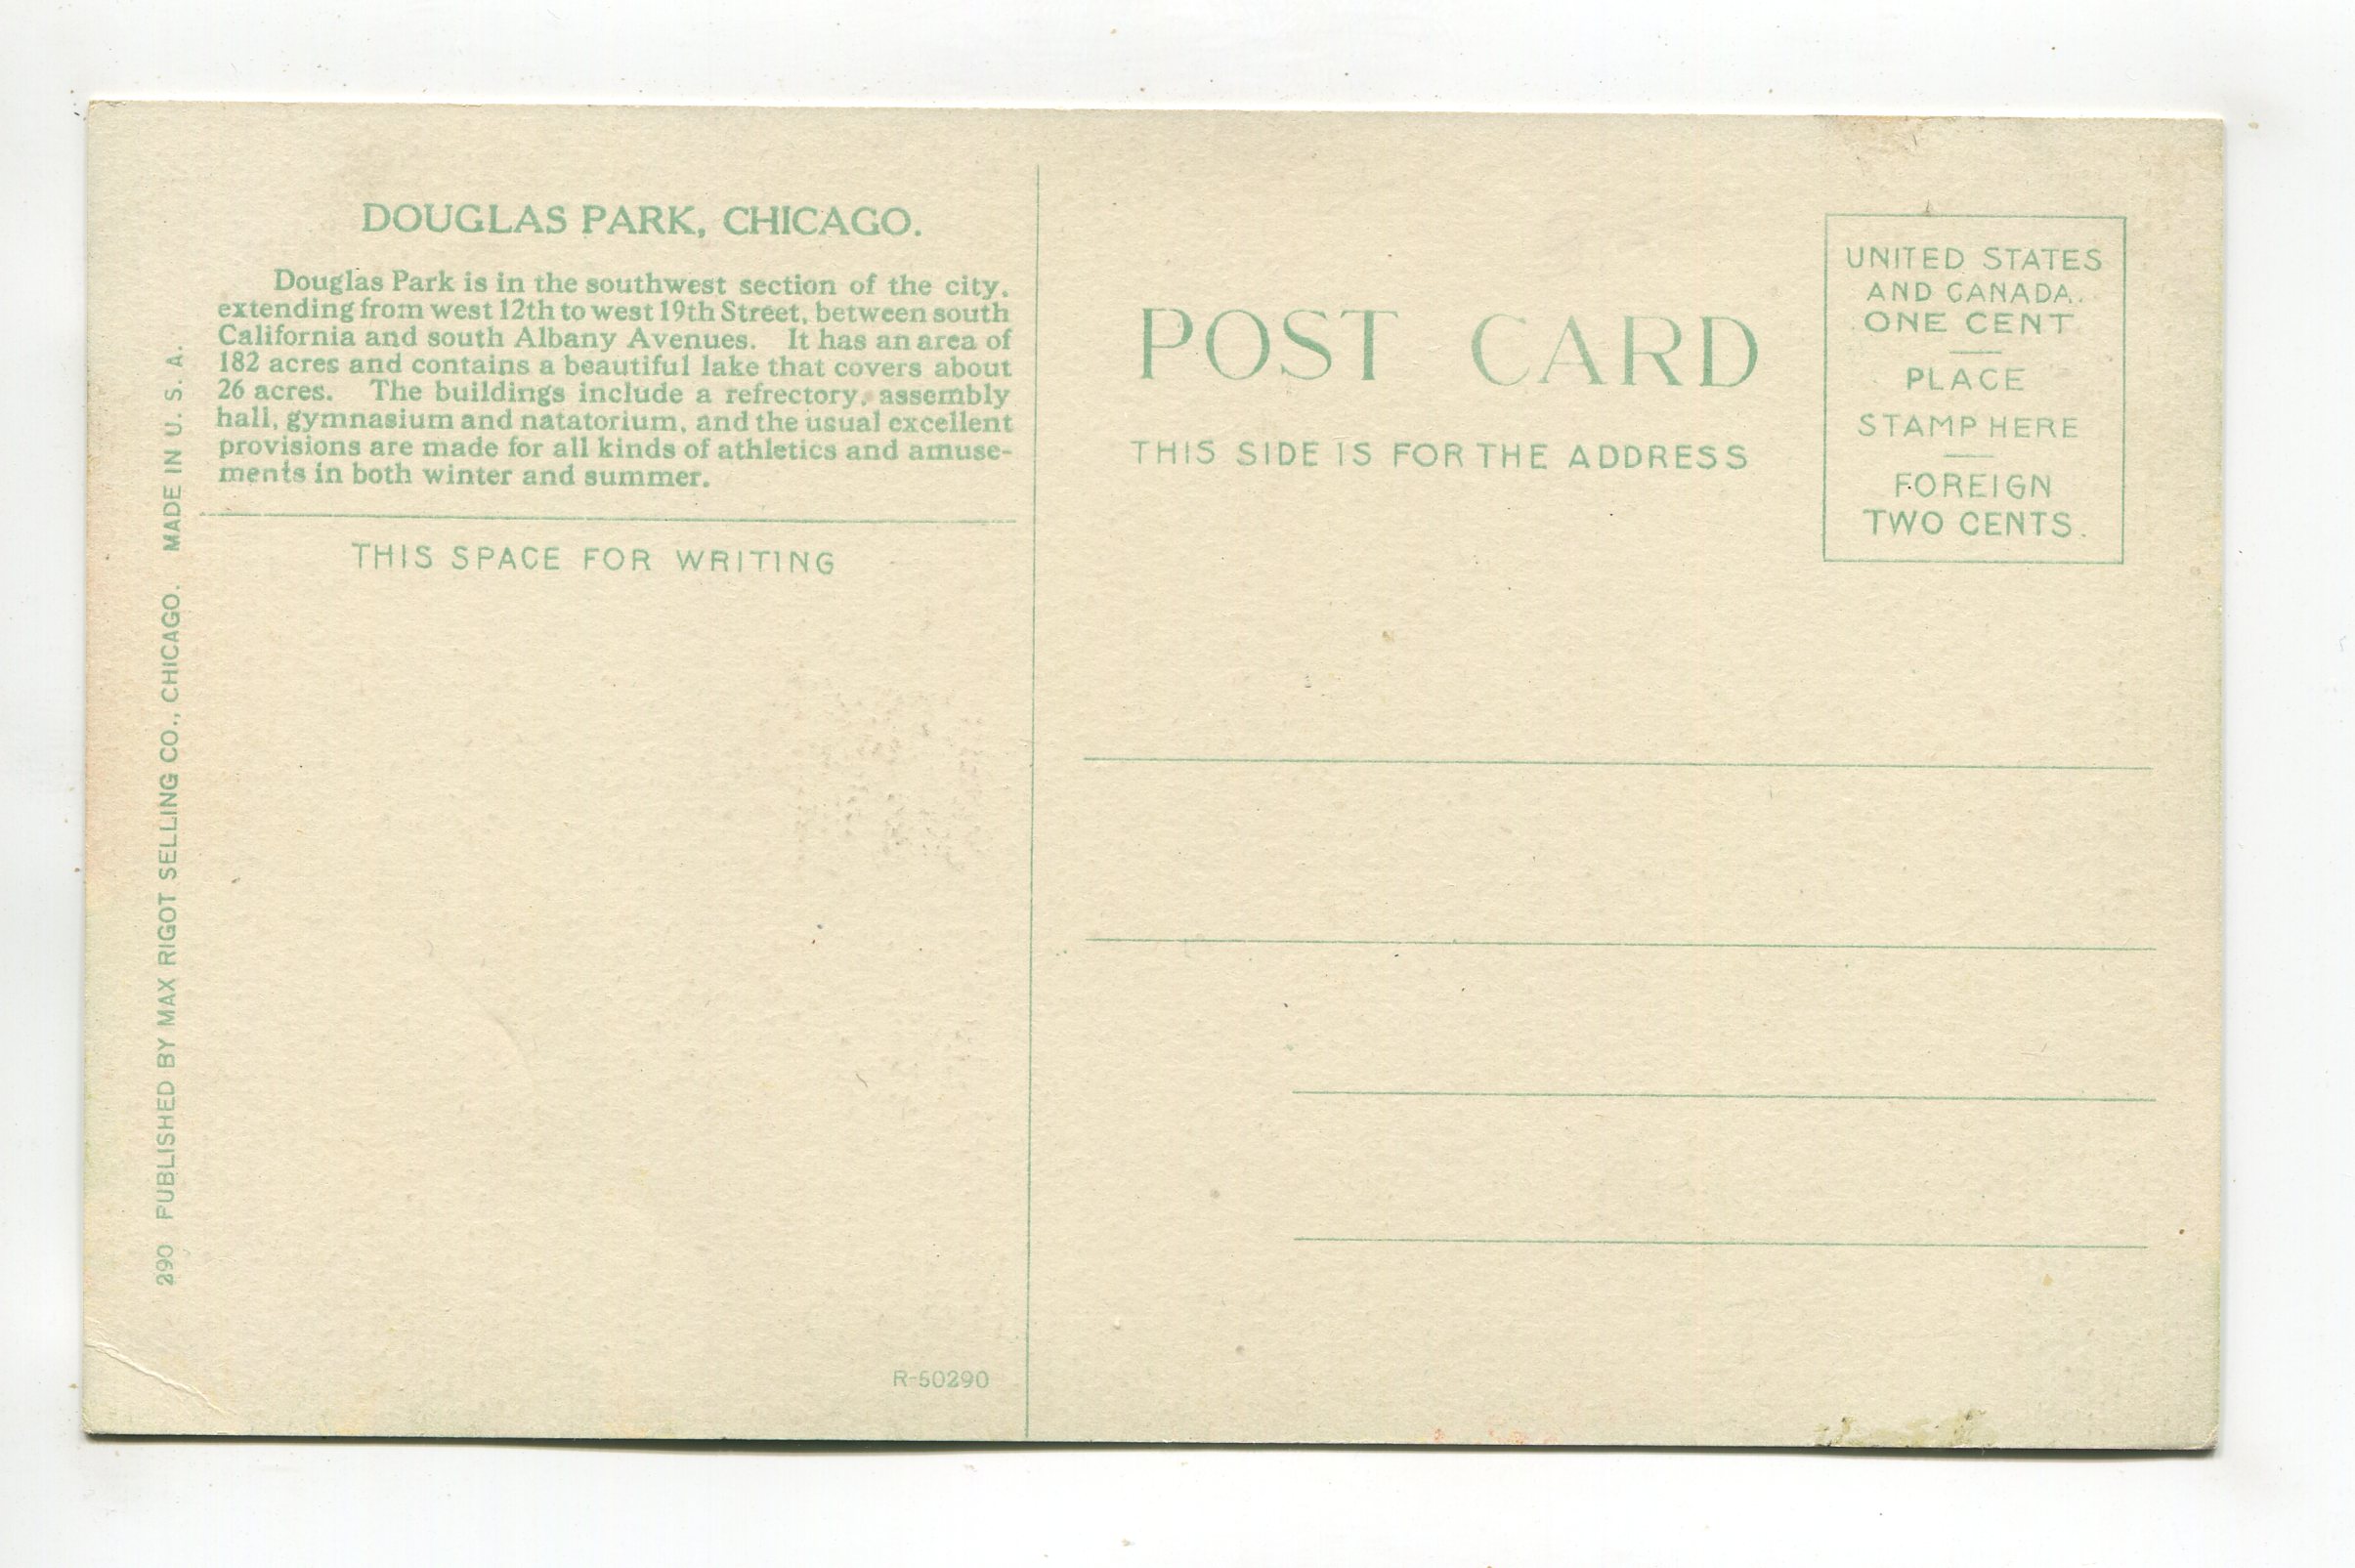 DOUGLAS PARK, CHICAGO.
Douglas Park is in the southwest section of the city,
extending from west 12th to west 19th Street, between south
California and south Albany Avenues. It has an area of
182 acres and contains a beautiful lake that covers about
26 acres. The buildings include a refrectory, assembly
hall, gymnasium and natatorium, and the usual excellent
provisions are made for all kinds of athletics and amuse-
ments in both winter and summer.
THIS SPACE FOR WRITING
290 PUBLISHED BY MAX RIGOT SELLING CO., CHICAGO. MADE IN U. S. A.
R-50290
POST CARD
THIS SIDE IS FOR THE ADDRESS
UNITED STATES
AND CANADA.
ONE CENT
PLACE
STAMP HERE
FOREIGN
TWO CENTS.